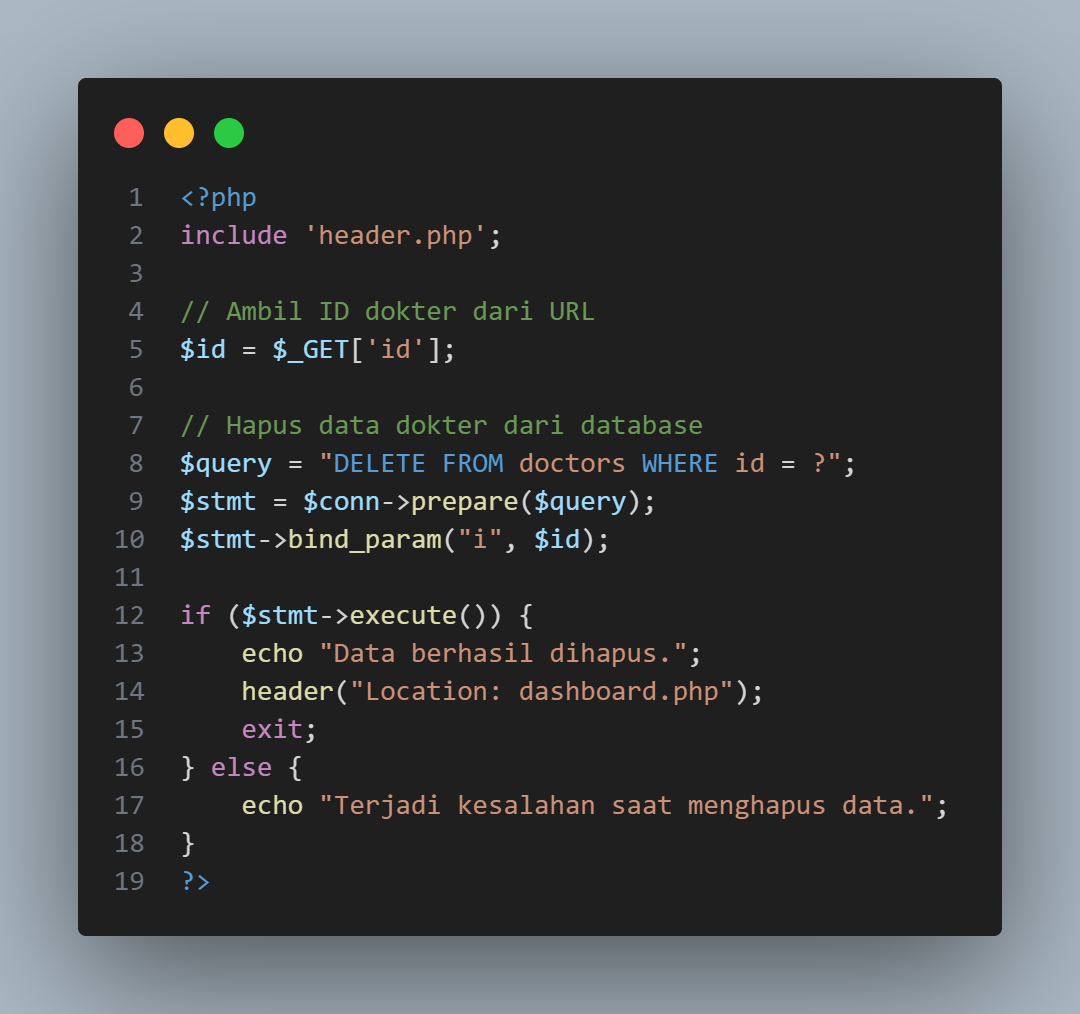 1 <?php
2 include 'header.php';
3
4 // Ambil ID dokter dari URL
5 $id = $_GET['id'];
6
7 // Hapus data dokter dari database
8 $query = "DELETE FROM doctors WHERE id = ?";
9 $stmt = $conn->prepare($query);
10 $stmt->bind_param("i", $id);
11
12 if ($stmt->execute()) {
13     echo "Data berhasil dihapus.";
14     header("Location: dashboard.php");
15     exit;
16 } else {
17     echo "Terjadi kesalahan saat menghapus data.";
18 }
19 ?>